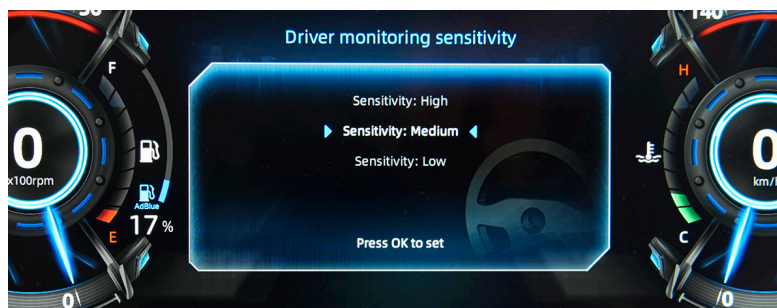 Driver monitoring sensitivity
Sensitivity: High
Sensitivity: Medium
Sensitivity: Low
Press OK to set
F
E
AdBlue
17 %
0
x100rpm
0
140
H
C
0
km/
0